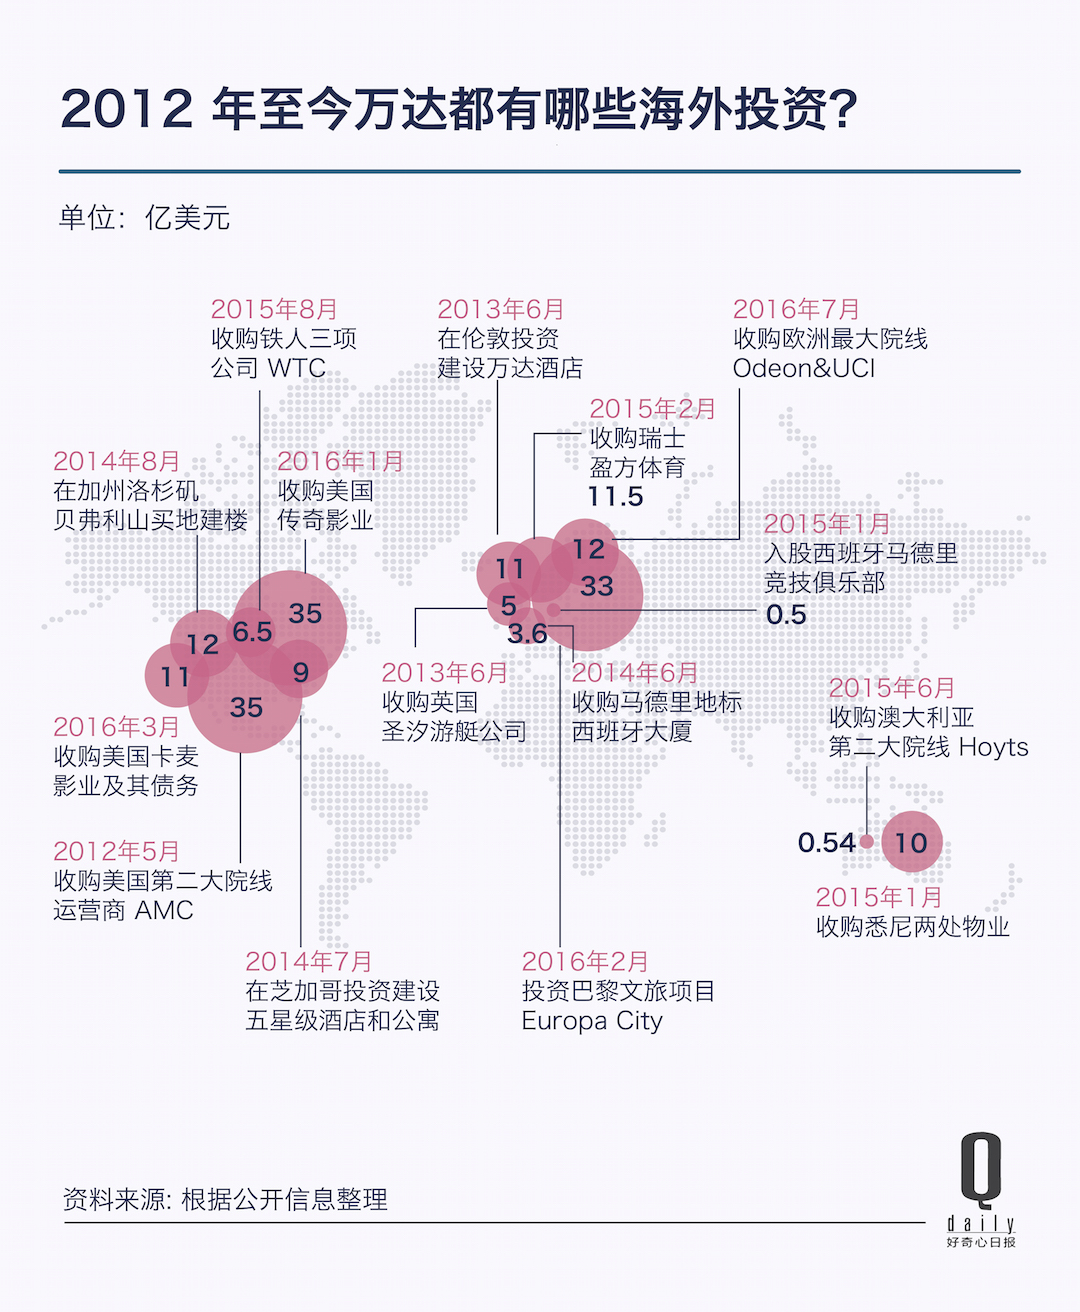 2012 年至今万达都有哪些海外投资?
单位：亿美元
2015年8月
收购铁人三项
公司 WTC
2013年6月
在伦敦投资
建设万达酒店
2016年7月
收购欧洲最大院线
Odeon&UCI
2015年2月
收购瑞士
盈方体育
11.5
2014年8月
在加州洛杉矶
贝弗利山买地建楼
2016年1月
收购美国
传奇影业
2015年1月
入股西班牙马德里
竞技俱乐部
0.5
12
11
33
5
3.6
35
6.5
12
9
11
35
2013年6月
收购英国
圣汐游艇公司
2014年6月
收购马德里地标
西班牙大厦
2015年6月
收购澳大利亚
第二大院线 Hoyts
2016年3月
收购美国卡麦
影业及其债务
0.54
10
2012年5月
收购美国第二大院线
运营商 AMC
2015年1月
收购悉尼两处物业
2014年7月
在芝加哥投资建设
五星级酒店和公寓
2016年2月
投资巴黎文旅项目
Europa City
资料来源: 根据公开信息整理
Q
daily
好奇心日报